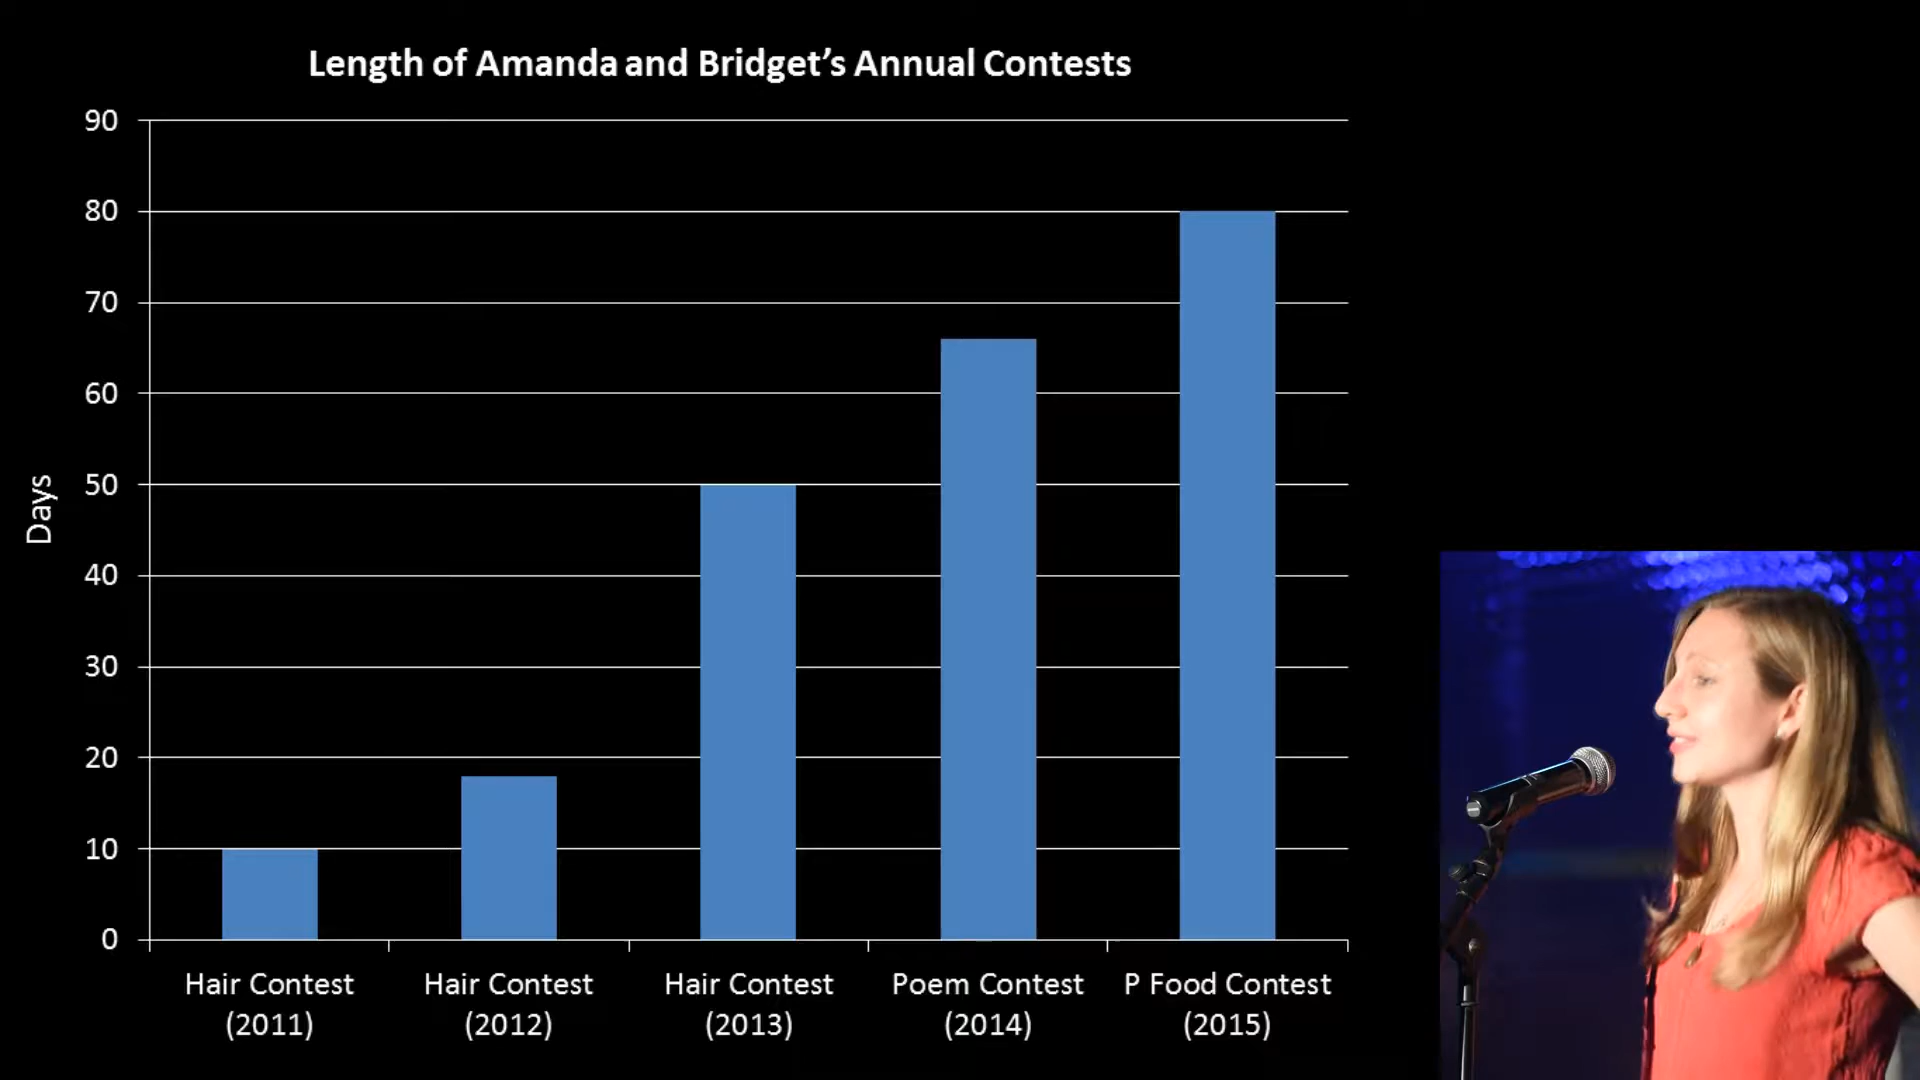 Length of Amanda and Bridget’s Annual Contests
90
80
70
60
50
40
30
20
10
0
Days
Hair Contest
(2011)
Hair Contest
(2012)
Hair Contest
(2013)
Poem Contest
(2014)
P Food Contest
(2015)